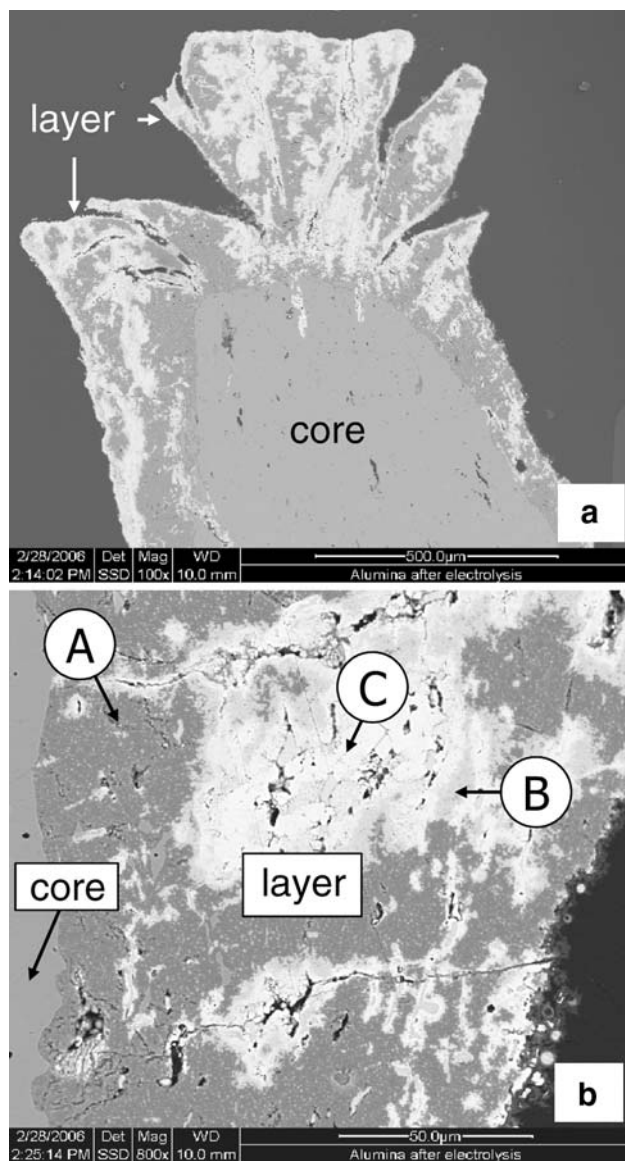 layer
core
a
2/28/2006 Det Mag WD 500.0µm
2:14:02 PM SSD 100x 10.0 mm Alumina after electrolysis
A
C
B
core
layer
b
2/28/2006 Det Mag WD 50.0µm
2:25:14 PM SSD 800x 10.0 mm Alumina after electrolysis